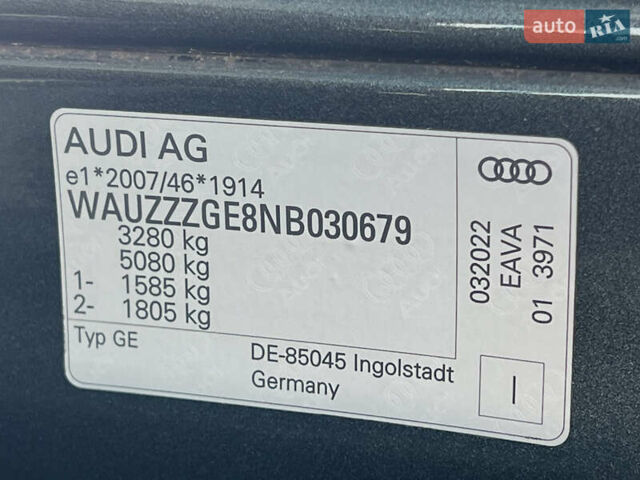 auto.RIA.com
AUDI AG
e1*2007/46*1914
WAUZZZGE8NB030679
3280 kg
5080 kg
1- 1585 kg
2- 1805 kg
Typ GE
DE-85045 Ingolstadt
Germany
032022
EAVA
01 3971
I